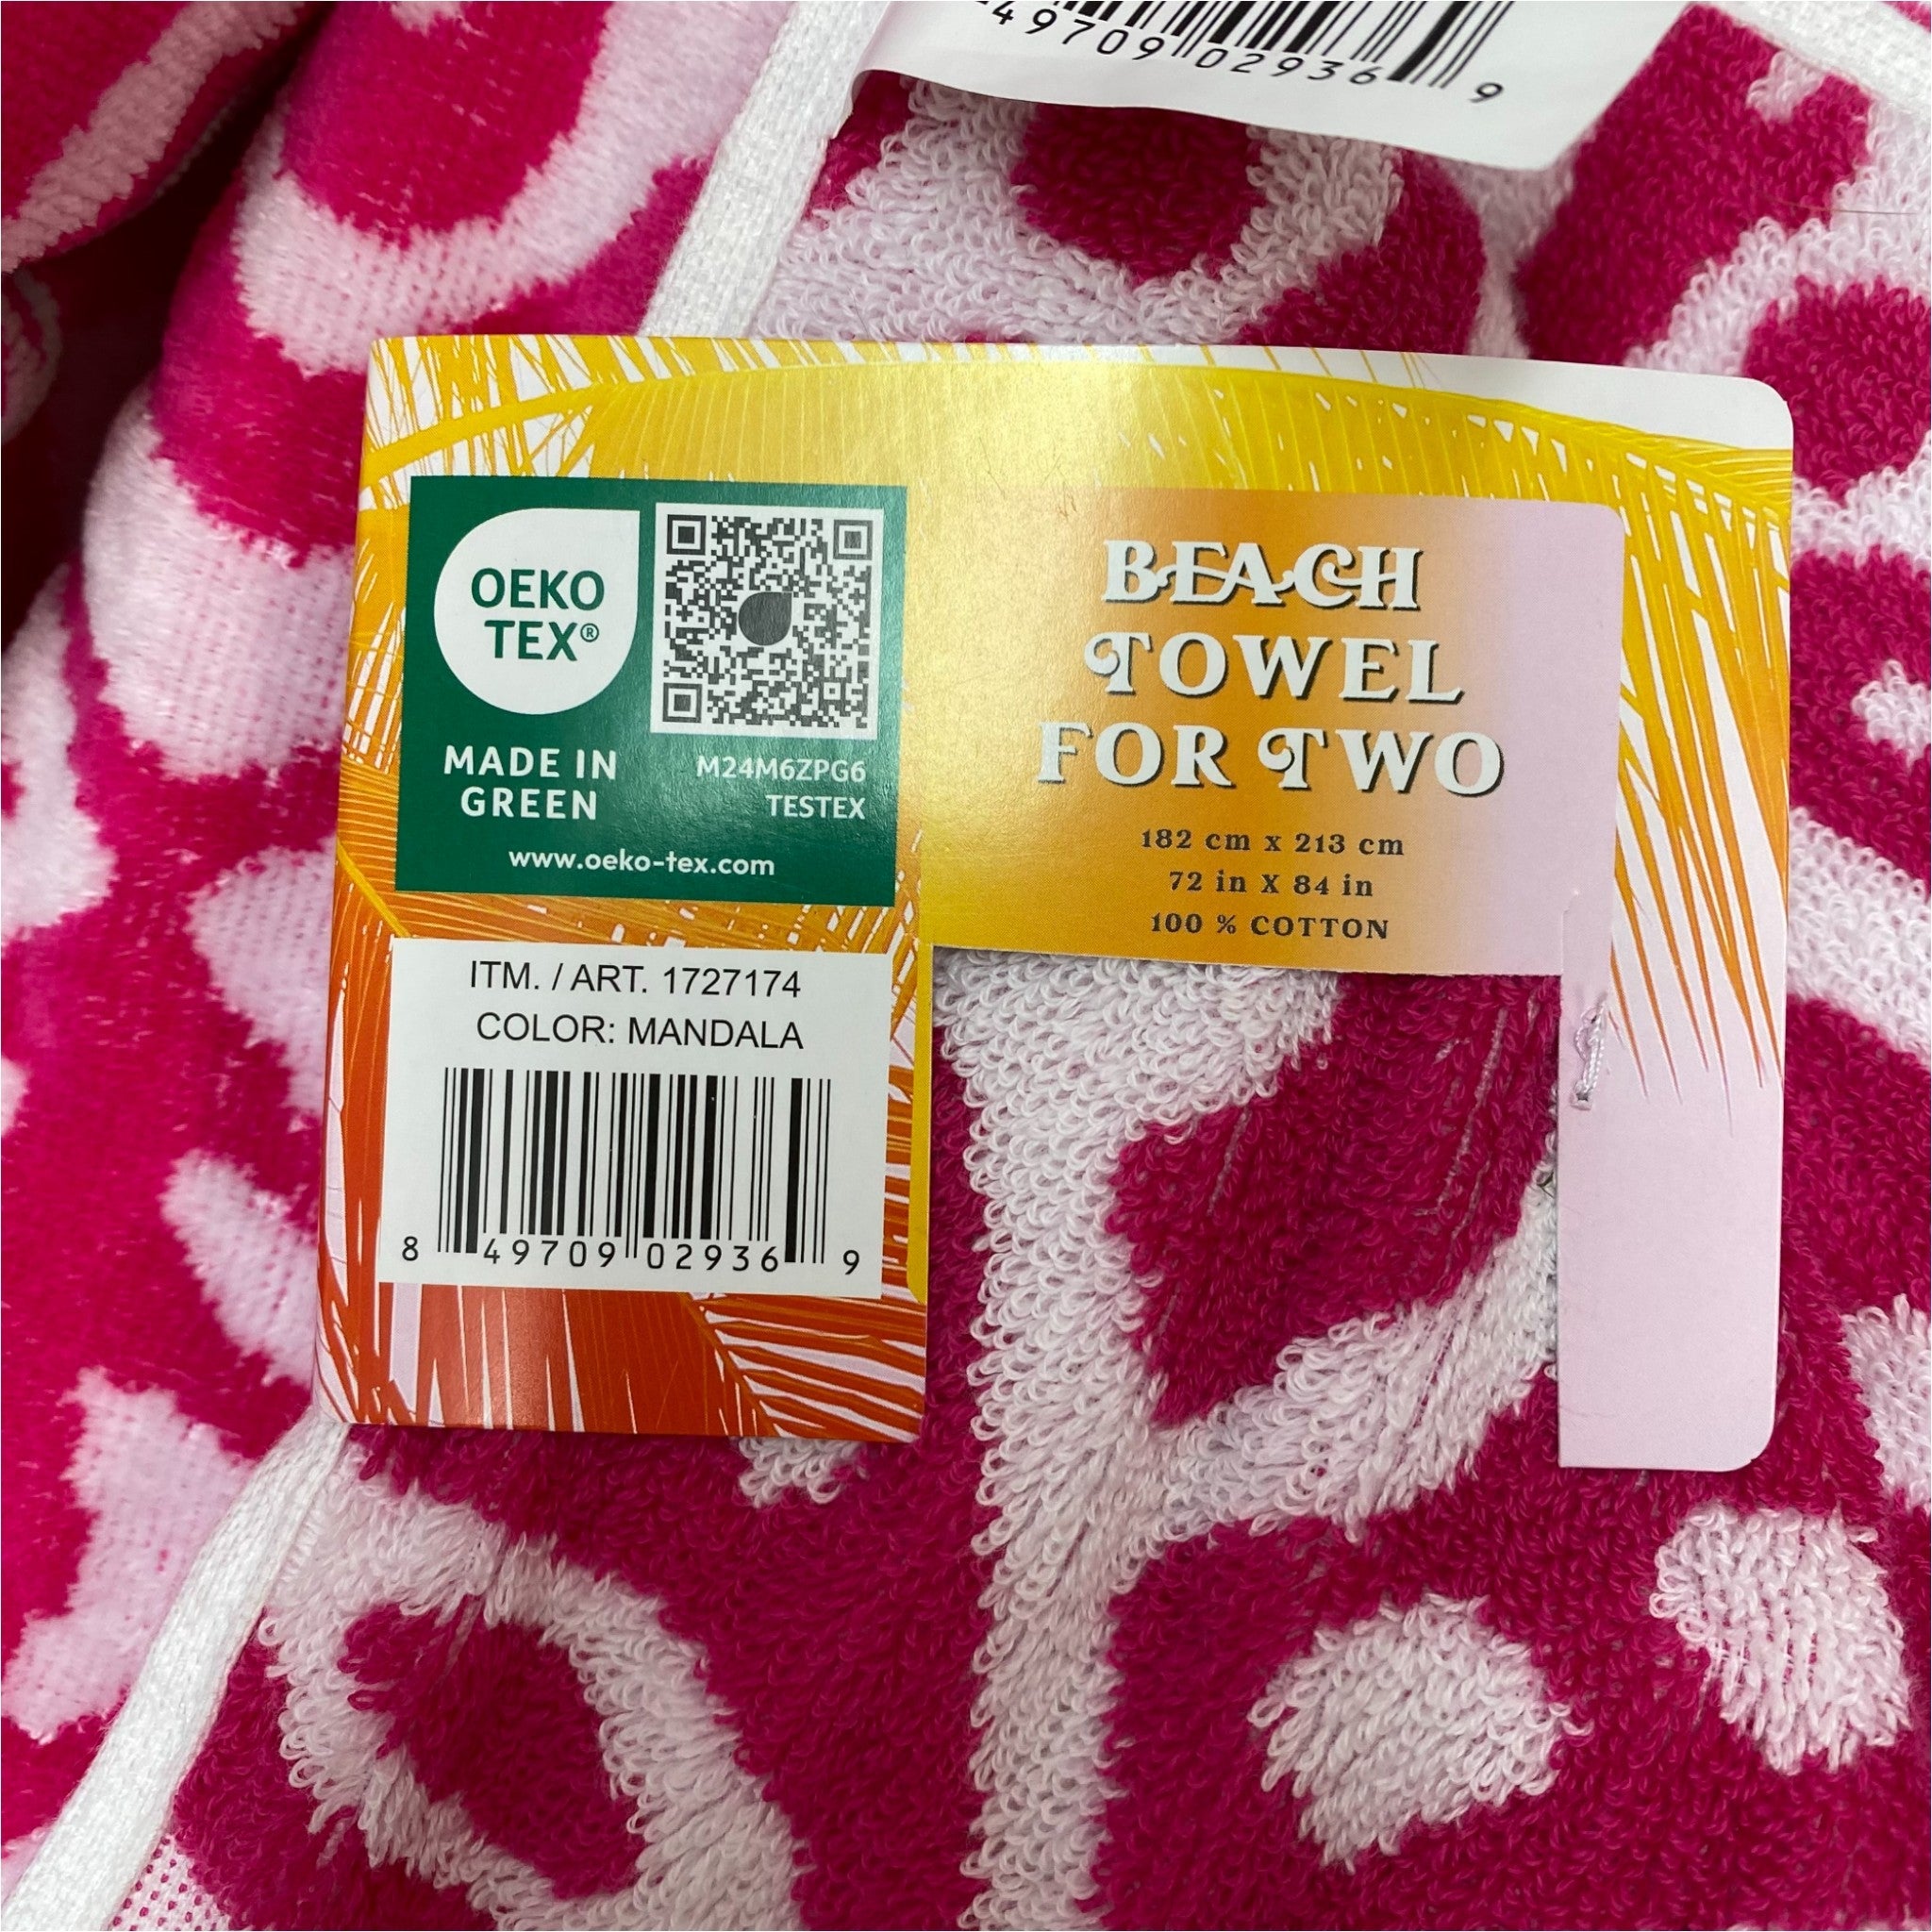 49709 02936 9
OEKO
TEX®
MADE IN
GREEN
M24M6ZPG6
TESTEX
www.oeko-tex.com
BEACH
TOWEL
FOR TWO
182 cm x 213 cm
72 in X 84 in
100 % COTTON
ITM. / ART. 1727174
COLOR: MANDALA
8 49709 02936 9